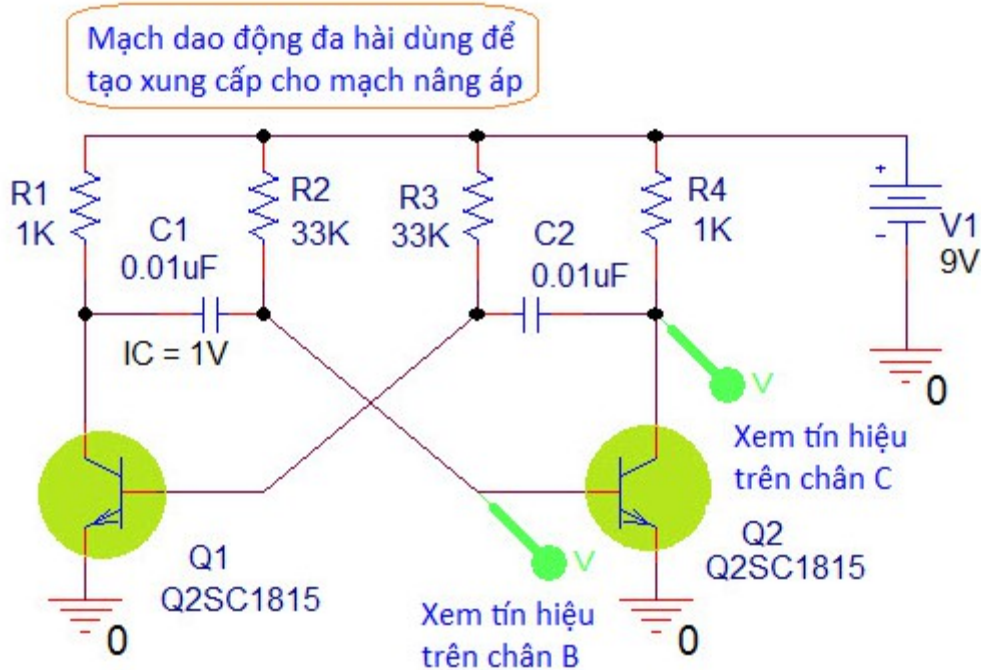 Mạch dao động đa hài dùng để
tạo xung cấp cho mạch nâng áp
R1
1K
C1
0.01uF
IC = 1V
R2
33K
R3
33K
C2
0.01uF
R4
1K
+
-
V1
9V
0
V
Xem tín hiệu
trên chân C
Q1
Q2SC1815
0
V
Xem tín hiệu
trên chân B
Q2
Q2SC1815
0